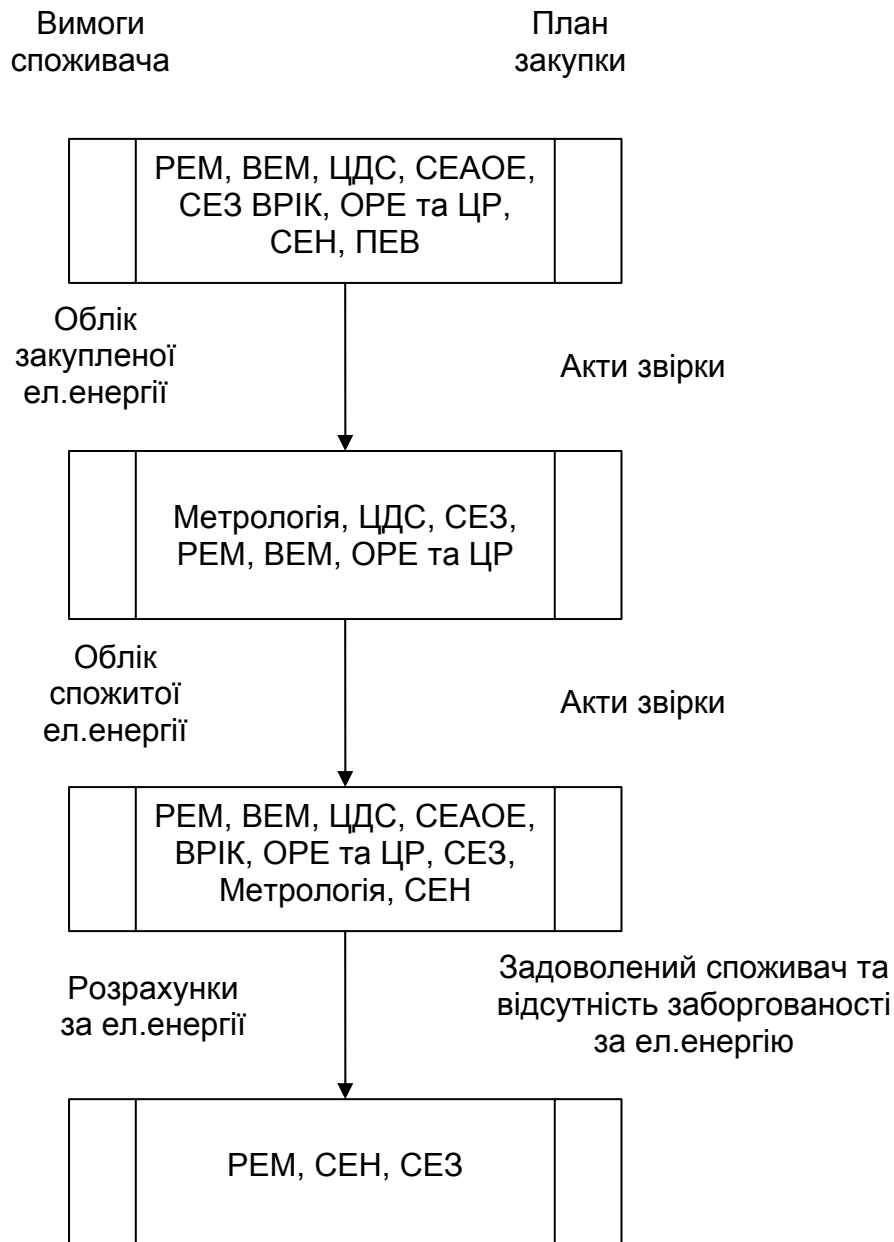 Вимоги
споживача
План
закупки
РЕМ, ВЕМ, ЦДС, СЕАОЕ,
СЕЗ ВРІК, ОРЕ та ЦР,
СЕН, ПЕВ
Облік
закупленої
ел.енергії
Акти звірки
Метрологія, ЦДС, СЕЗ,
РЕМ, ВЕМ, ОРЕ та ЦР
Облік
спожитої
ел.енергії
Акти звірки
РЕМ, ВЕМ, ЦДС, СЕАОЕ,
ВРІК, ОРЕ та ЦР, СЕЗ,
Метрологія, СЕН
Розрахунки
за ел.енергії
Задоволений споживач та
відсутність заборгованості
за ел.енергію
РЕМ, СЕН, СЕЗ